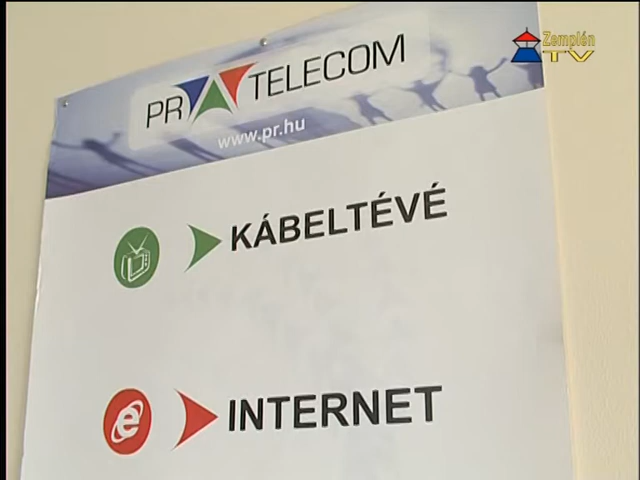 Zemplén
TV
PR TELECOM
www.pr.hu
KÁBELTÉVÉ
INTERNET